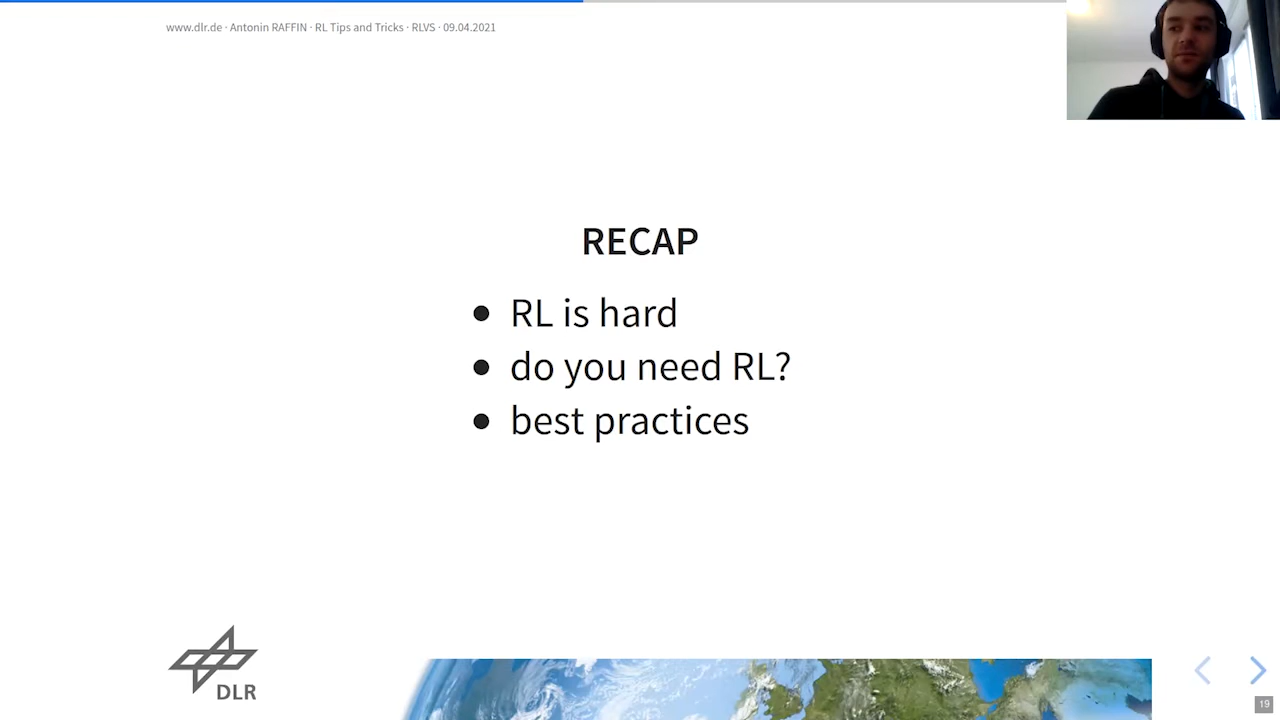 www.dlr.de · Antonin RAFFIN · RL Tips and Tricks · RLVS · 09.04.2021
RECAP
• RL is hard
• do you need RL?
• best practices
DLR
19